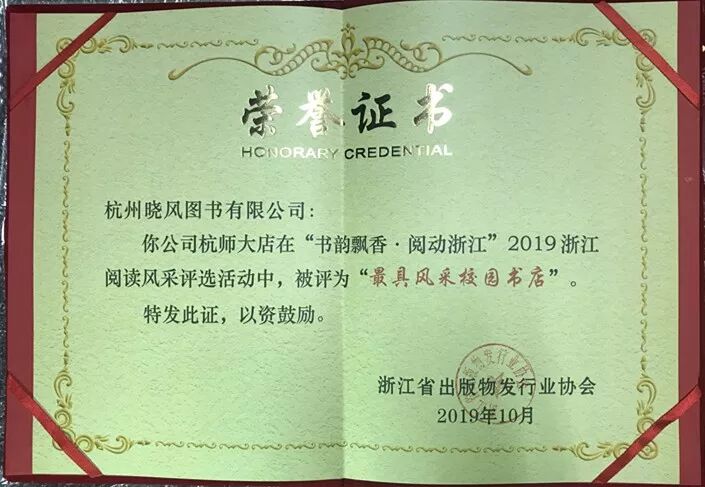 荣誉证书
HONORARY CREDENTIAL
杭州晓风图书有限公司：
你公司杭师大店在“书韵飘香·阅动浙江”2019浙江
阅读风采评选活动中，被评为“最具风采校园书店”。
特发此证，以资鼓励。
浙江省出版物发行业协会
2019年10月